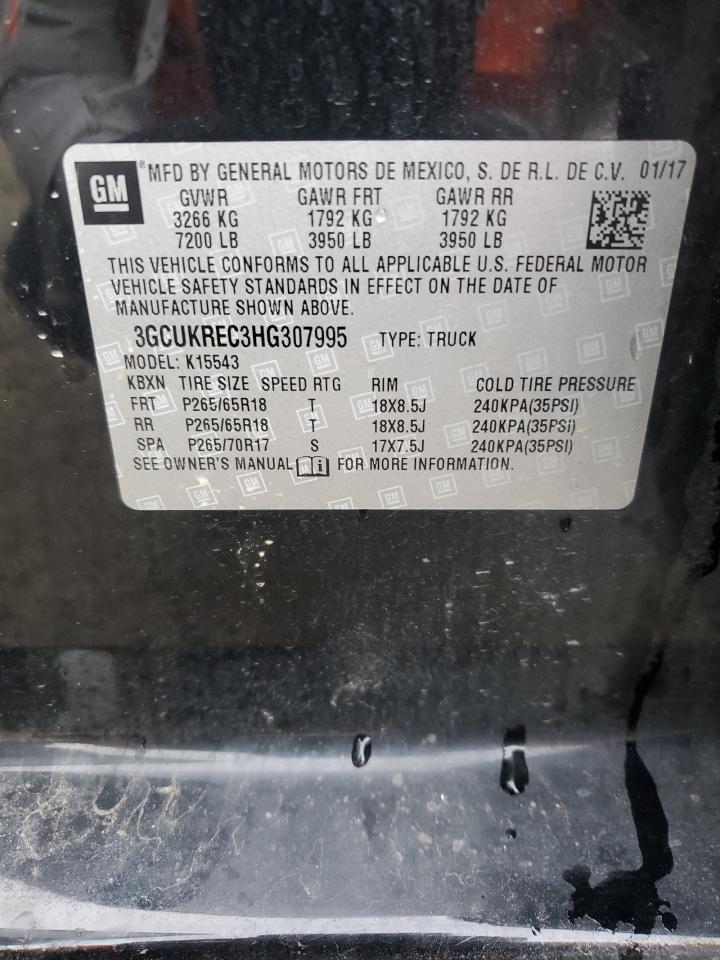 GM ® MFD BY GENERAL MOTORS DE MEXICO, S. DE R.L. DE C.V. 01/17
GVWR GAWR FRT GAWR RR
3266 KG 1792 KG 1792 KG
7200 LB 3950 LB 3950 LB
THIS VEHICLE CONFORMS TO ALL APPLICABLE U.S. FEDERAL MOTOR
VEHICLE SAFETY STANDARDS IN EFFECT ON THE DATE OF
MANUFACTURE SHOWN ABOVE.
3GCUKREC3HG307995 TYPE: TRUCK
MODEL: K15543
KBXN TIRE SIZE SPEED RTG RIM COLD TIRE PRESSURE
FRT P265/65R18 T 18X8.5J 240KPA(35PSI)
RR P265/65R18 T 18X8.5J 240KPA(35PSI)
SPA P265/70R17 S 17X7.5J 240KPA(35PSI)
SEE OWNER'S MANUAL FOR MORE INFORMATION.